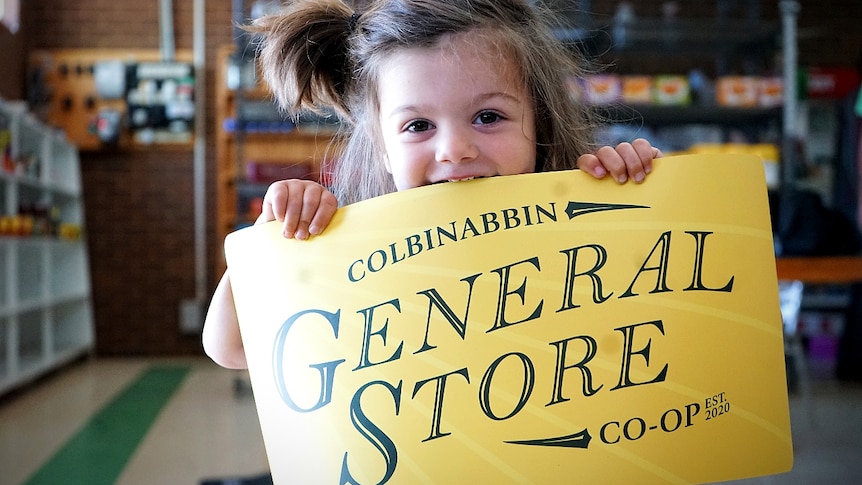 COLBINABBIN
GENERAL
STORE
CO-OP EST.
2020